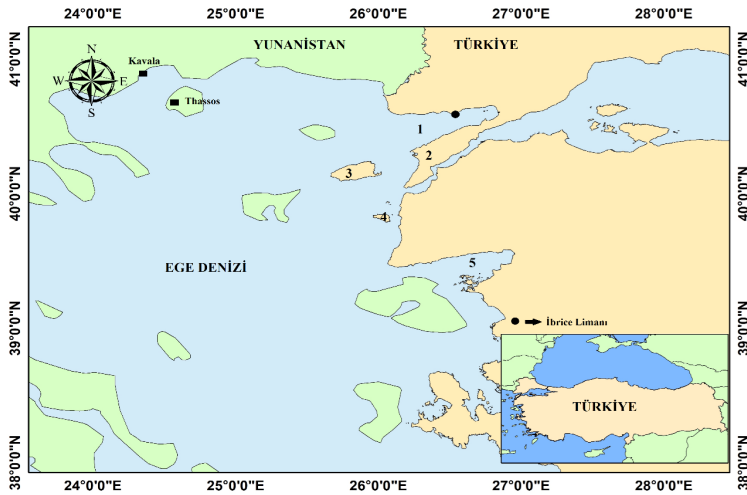 24°0'0"E 25°0'0"E 26°0'0"E 27°0'0"E 28°0'0"E
41°0'0"N
41°0'0"N
N
W E
S
Kavala
Thassos
YUNANİSTAN
TÜRKİYE
1
2
3
4
5
40°0'0"N
40°0'0"N
EGE DENİZİ
39°0'0"N
39°0'0"N
İbrice Limanı
TÜRKİYE
38°0'0"N
38°0'0"N
24°0'0"E 25°0'0"E 26°0'0"E 27°0'0"E 28°0'0"E